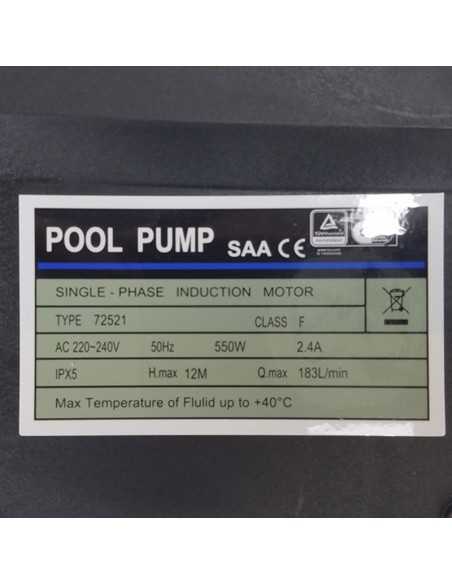 POOL PUMP SAA CE
SINGLE - PHASE INDUCTION MOTOR
TYPE 72521 CLASS F
AC 220~240V 50Hz 550W 2.4A
IPX5 H.max 12M Q.max 183L/min
Max Temperature of Flulid up to +40°C